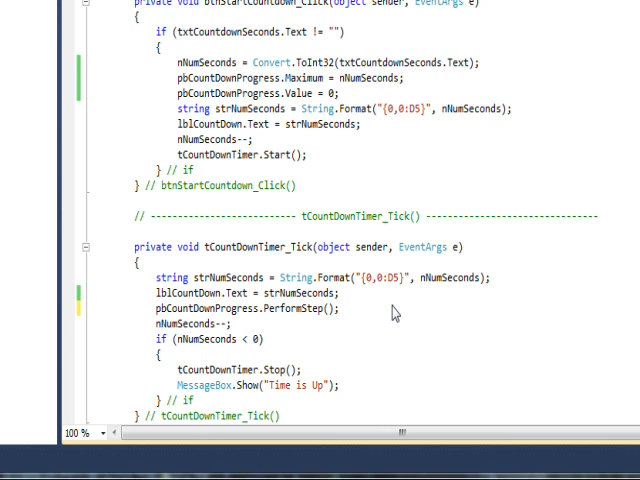 private void btnStartCountdown_Click(object sender, EventArgs e)
{
if (txtCountdownSeconds.Text != "")
{
nNumSeconds = Convert.ToInt32(txtCountdownSeconds.Text);
pbCountDownProgress.Maximum = nNumSeconds;
pbCountDownProgress.Value = 0;
string strNumSeconds = String.Format("{0,0:D5}", nNumSeconds);
lblCountDown.Text = strNumSeconds;
nNumSeconds--;
tCountDownTimer.Start();
} // if
} // btnStartCountdown_Click()
// -------------------------- tCountDownTimer_Tick() -------------------------------
private void tCountDownTimer_Tick(object sender, EventArgs e)
{
string strNumSeconds = String.Format("{0,0:D5}", nNumSeconds);
lblCountDown.Text = strNumSeconds;
pbCountDownProgress.PerformStep();
nNumSeconds--;
if (nNumSeconds < 0)
{
tCountDownTimer.Stop();
MessageBox.Show("Time is Up");
} // if
} // tCountDownTimer_Tick()
100 %